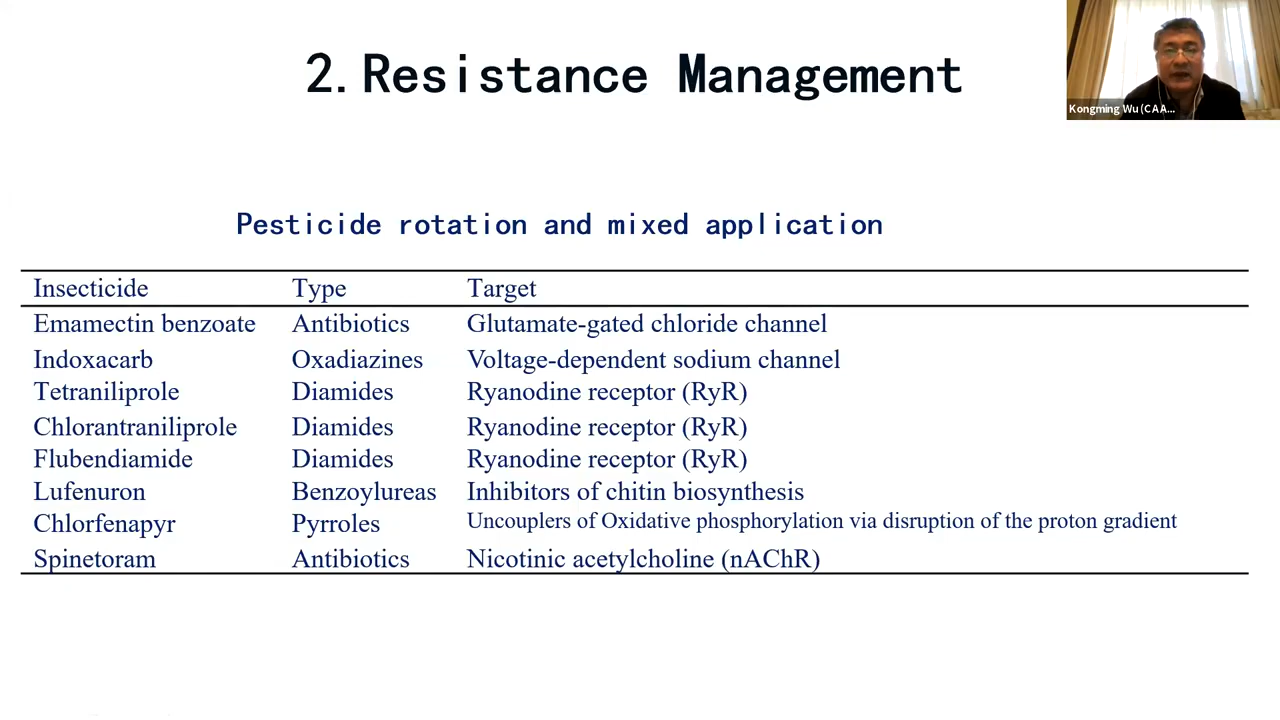 2.Resistance Management
Kongming Wu (CAA...
Pesticide rotation and mixed application
Insecticide Type Target
Emamectin benzoate Antibiotics Glutamate-gated chloride channel
Indoxacarb Oxadiazines Voltage-dependent sodium channel
Tetraniliprole Diamides Ryanodine receptor (RyR)
Chlorantraniliprole Diamides Ryanodine receptor (RyR)
Flubendiamide Diamides Ryanodine receptor (RyR)
Lufenuron Benzoylureas Inhibitors of chitin biosynthesis
Chlorfenapyr Pyrroles Uncouplers of Oxidative phosphorylation via disruption of the proton gradient
Spinetoram Antibiotics Nicotinic acetylcholine (nAChR)